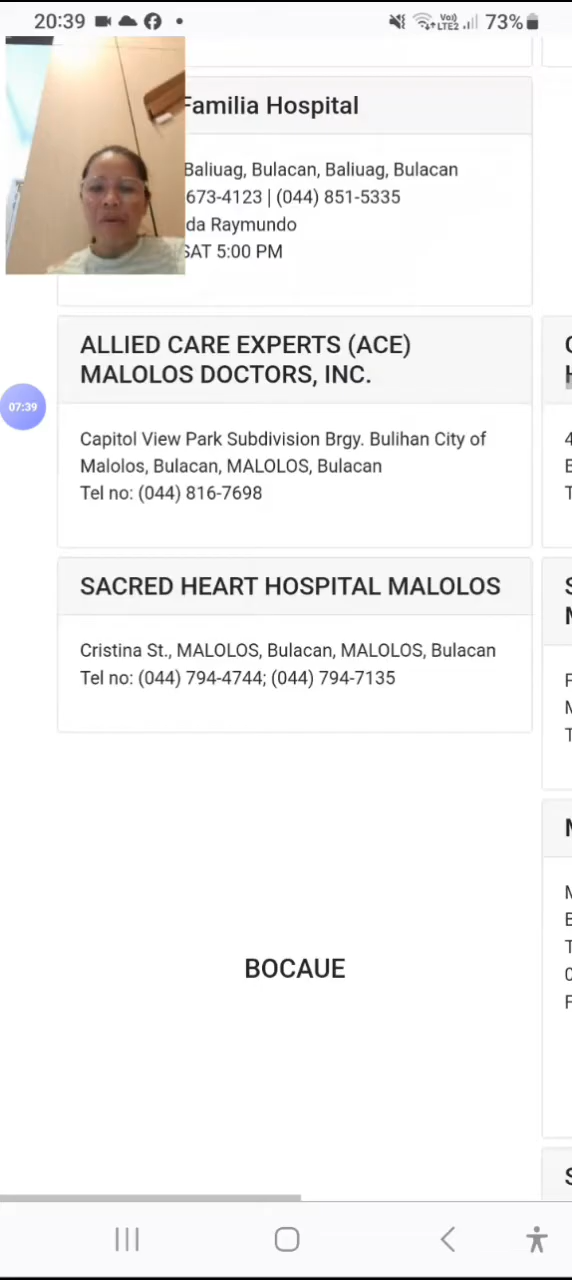 20:39
Vo)
LTE2
73%
Familia Hospital
Baliuag, Bulacan, Baliuag, Bulacan
673-4123 | (044) 851-5335
da Raymundo
SAT 5:00 PM
ALLIED CARE EXPERTS (ACE)
MALOLOS DOCTORS, INC.
07:39
Capitol View Park Subdivision Brgy. Bulihan City of
Malolos, Bulacan, MALOLOS, Bulacan
Tel no: (044) 816-7698
SACRED HEART HOSPITAL MALOLOS
Cristina St., MALOLOS, Bulacan, MALOLOS, Bulacan
Tel no: (044) 794-4744; (044) 794-7135
BOCAUE